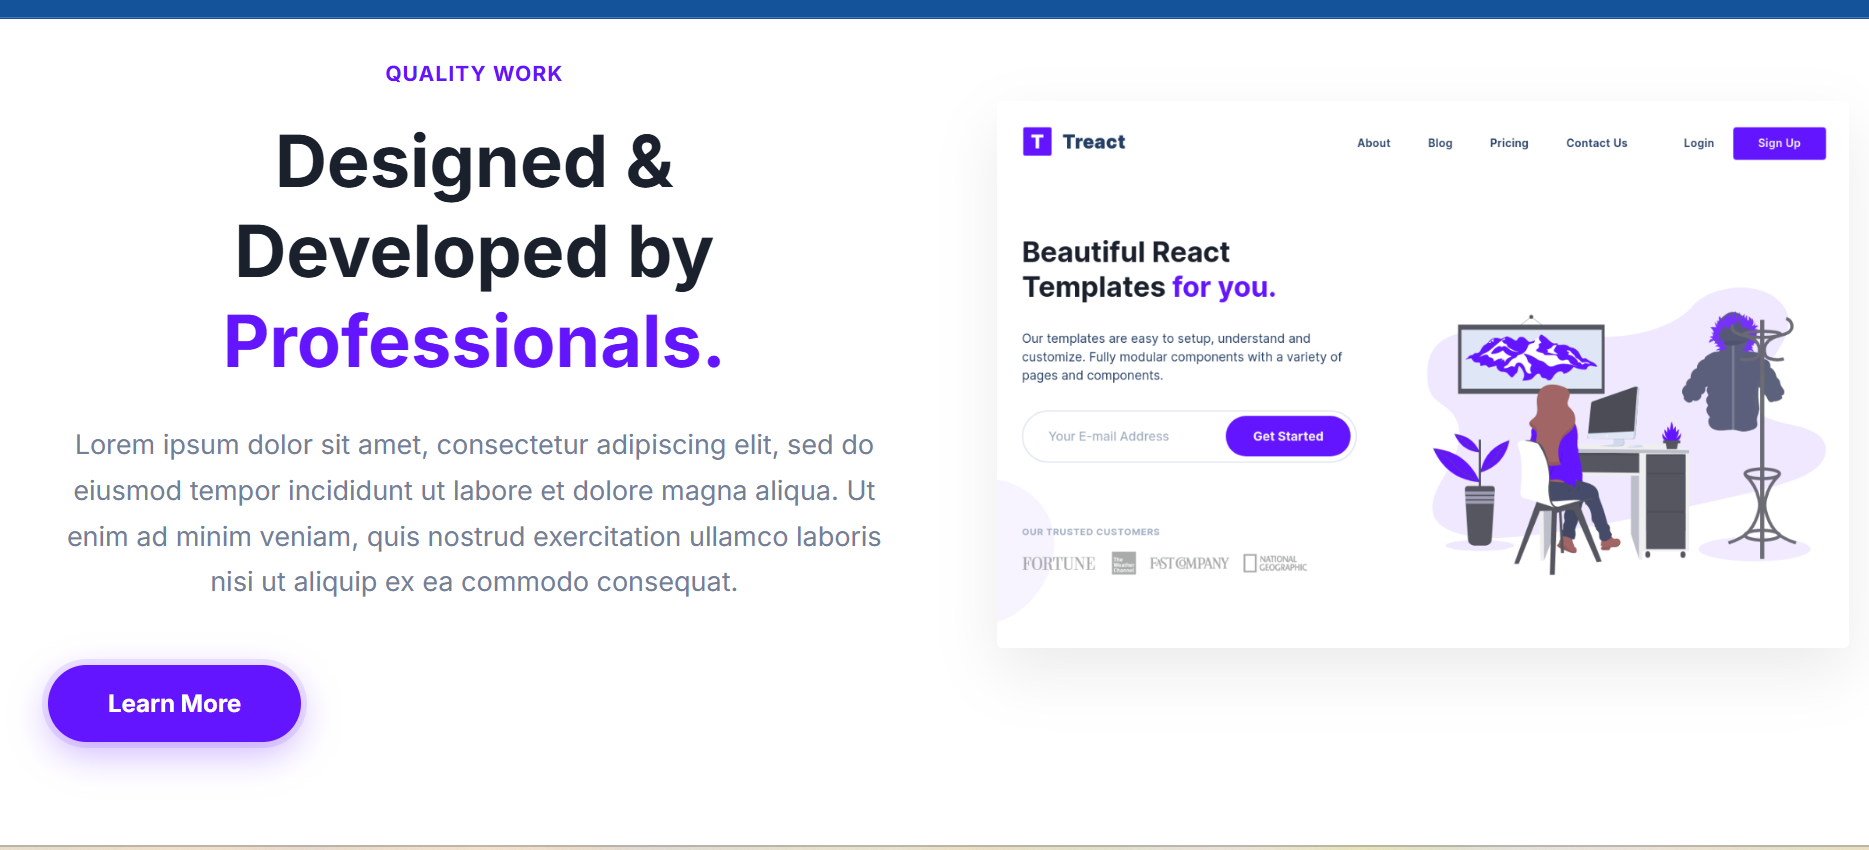 QUALITY WORK
Designed &
Developed by
Professionals.
Lorem ipsum dolor sit amet, consectetur adipiscing elit, sed do
eiusmod tempor incididunt ut labore et dolore magna aliqua. Ut
enim ad minim veniam, quis nostrud exercitation ullamco laboris
nisi ut aliquip ex ea commodo consequat.
Learn More
T Treact
About Blog Pricing Contact Us Login Sign Up
Beautiful React
Templates for you.
Our templates are easy to setup, understand and
customize. Fully modular components with a variety of
pages and components.
Your E-mail Address Get Started
OUR TRUSTED CUSTOMERS
FORTUNE
The
Weather
Channel
FAST COMPANY
NATIONAL
GEOGRAPHIC